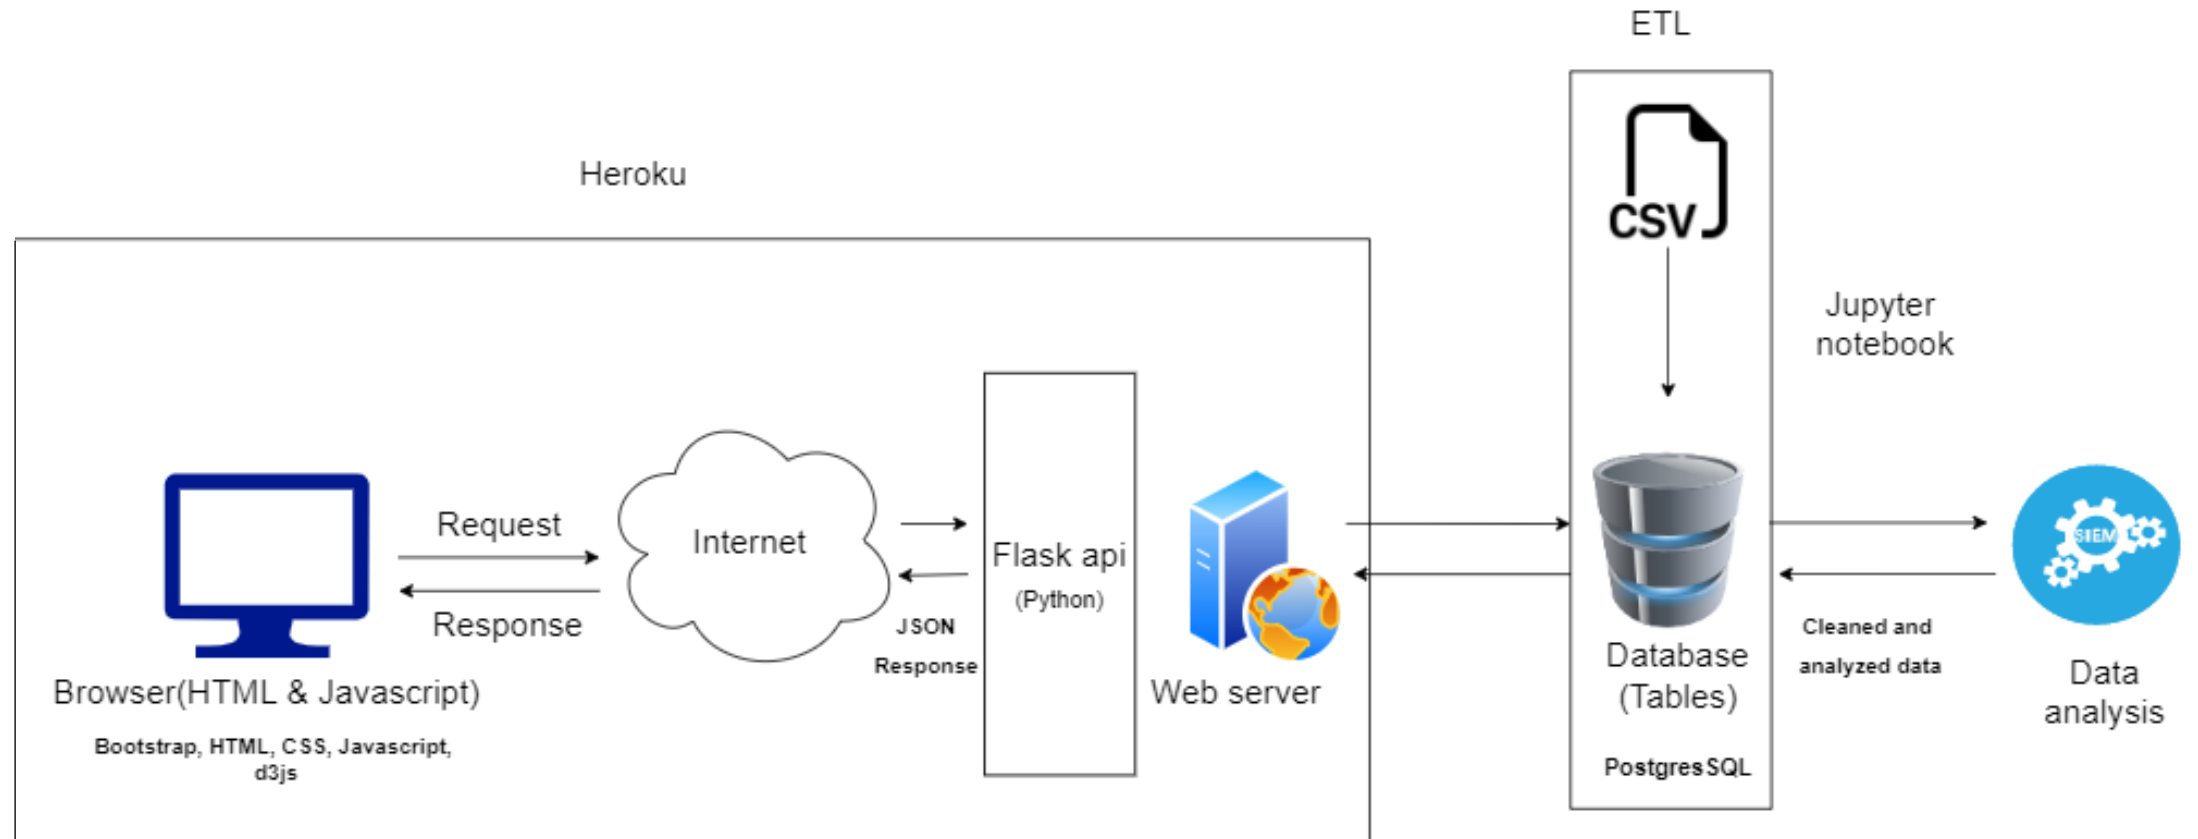 ETL
Heroku
CSV
Jupyter
notebook
Request
Internet
Response
JSON
Response
Flask api
(Python)
Web server
Browser(HTML & Javascript)
Bootstrap, HTML, CSS, Javascript,
d3js
Database
(Tables)
PostgresSQL
Cleaned and
analyzed data
SIEM
Data
analysis